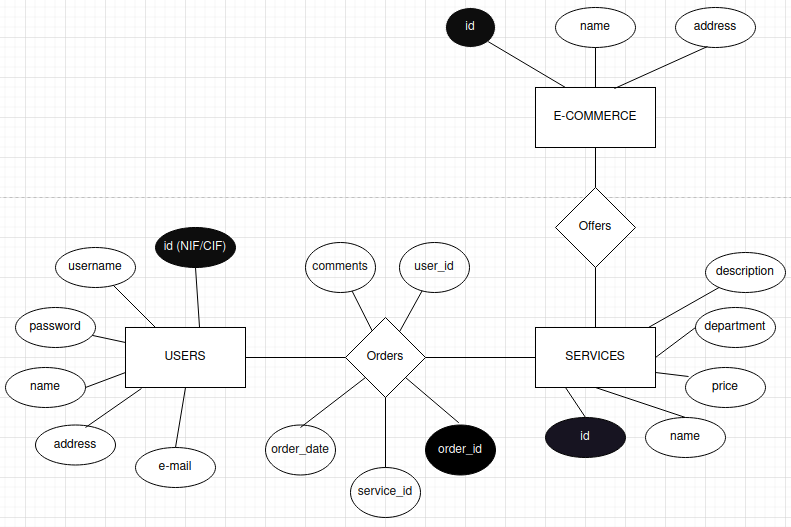 id
name
address
E-COMMERCE
Offers
id (NIF/CIF)
username
comments
user_id
description
password
department
USERS
Orders
SERVICES
name
price
address
e-mail
order_date
service_id
order_id
id
name